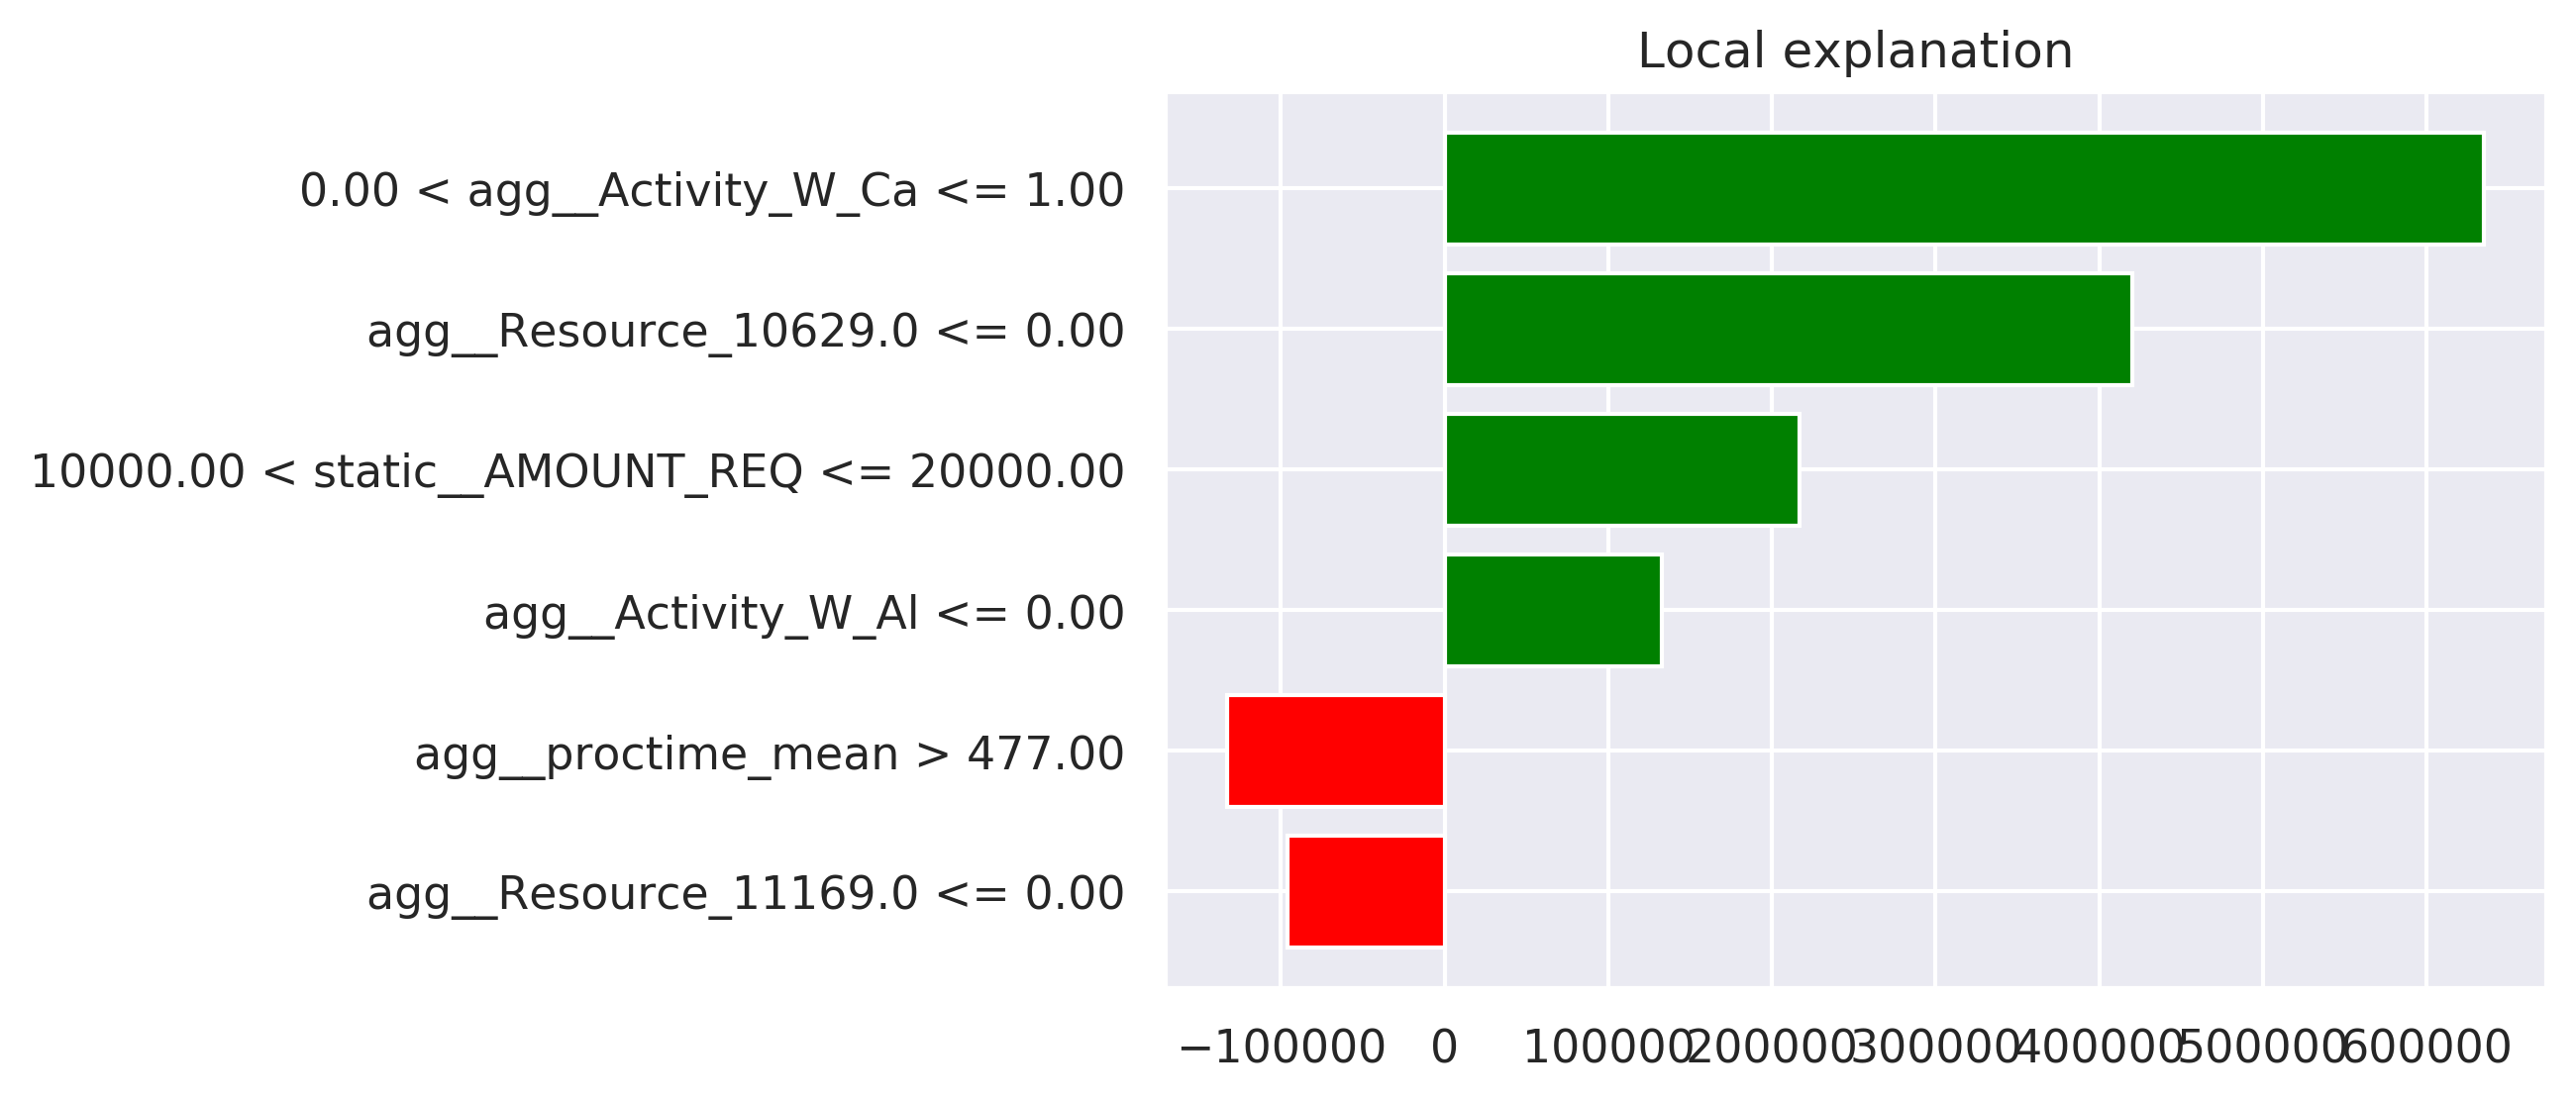 Local explanation
0.00 < agg__Activity_W_Ca <= 1.00
agg__Resource_10629.0 <= 0.00
10000.00 < static__AMOUNT_REQ <= 20000.00
agg__Activity_W_Al <= 0.00
agg__proctime_mean > 477.00
agg__Resource_11169.0 <= 0.00
−100000 0 100000 200000 300000 400000 500000 600000